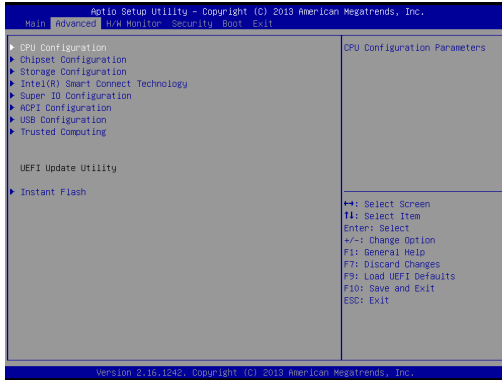 Aptio Setup Utility – Copyright (C) 2013 American Megatrends, Inc.
Main Advanced H/W Monitor Security Boot Exit
CPU Configuration
Chipset Configuration
Storage Configuration
Intel(R) Smart Connect Technology
Super IO Configuration
ACPI Configuration
USB Configuration
Trusted Computing
UEFI Update Utility
Instant Flash
CPU Configuration Parameters
↔: Select Screen
↑↓: Select Item
Enter: Select
+/-: Change Option
F1: General Help
F7: Discard Changes
F9: Load UEFI Defaults
F10: Save and Exit
ESC: Exit
Version 2.16.1242. Copyright (C) 2013 American Megatrends, Inc.